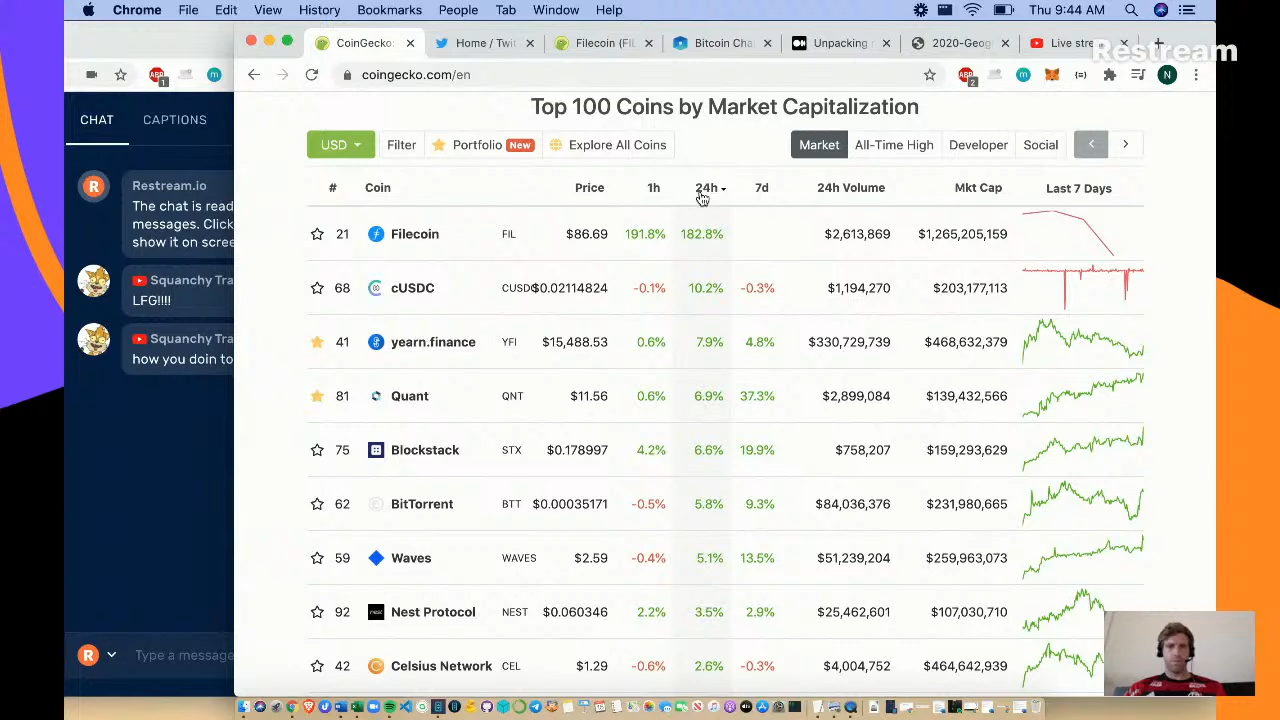 Chrome File Edit View History Bookmarks People Tab Window Help Thu 9:44 AM
CoinGecko: Home / Twit Filecoin (FIL Bitcoin Cha Unpacking 2020-Geog Live stre
Restream
coingecko.com/en
CHAT CAPTIONS
Top 100 Coins by Market Capitalization
USD Filter Portfolio New Explore All Coins Market All-Time High Developer Social
# Coin Price 1h 24h 7d 24h Volume Mkt Cap Last 7 Days
Restream.io
The chat is read
messages. Click
show it on scree
Squanchy Tra
LFG!!!!
Squanchy Tra
how you doin to
21 Filecoin FIL $86.69 191.8% 182.8% $2,613,869 $1,265,205,159
68 cUSDC CUSDC $0.02114824 -0.1% 10.2% -0.3% $1,194,270 $203,177,113
41 yearn.finance YFI $15,488.53 0.6% 7.9% 4.8% $330,729,739 $468,632,379
81 Quant QNT $11.56 0.6% 6.9% 37.3% $2,899,084 $139,432,566
75 Blockstack STX $0.178997 4.2% 6.6% 19.9% $758,207 $159,293,629
62 BitTorrent BTT $0.00035171 -0.5% 5.8% 9.3% $84,036,376 $231,980,665
59 Waves WAVES $2.59 -0.4% 5.1% 13.5% $51,239,204 $259,963,073
92 Nest Protocol NEST $0.060346 2.2% 3.5% 2.9% $25,462,601 $107,030,710
42 Celsius Network CEL $1.29 -0.6% 2.6% -0.3% $4,004,752 $464,642,939
Type a message